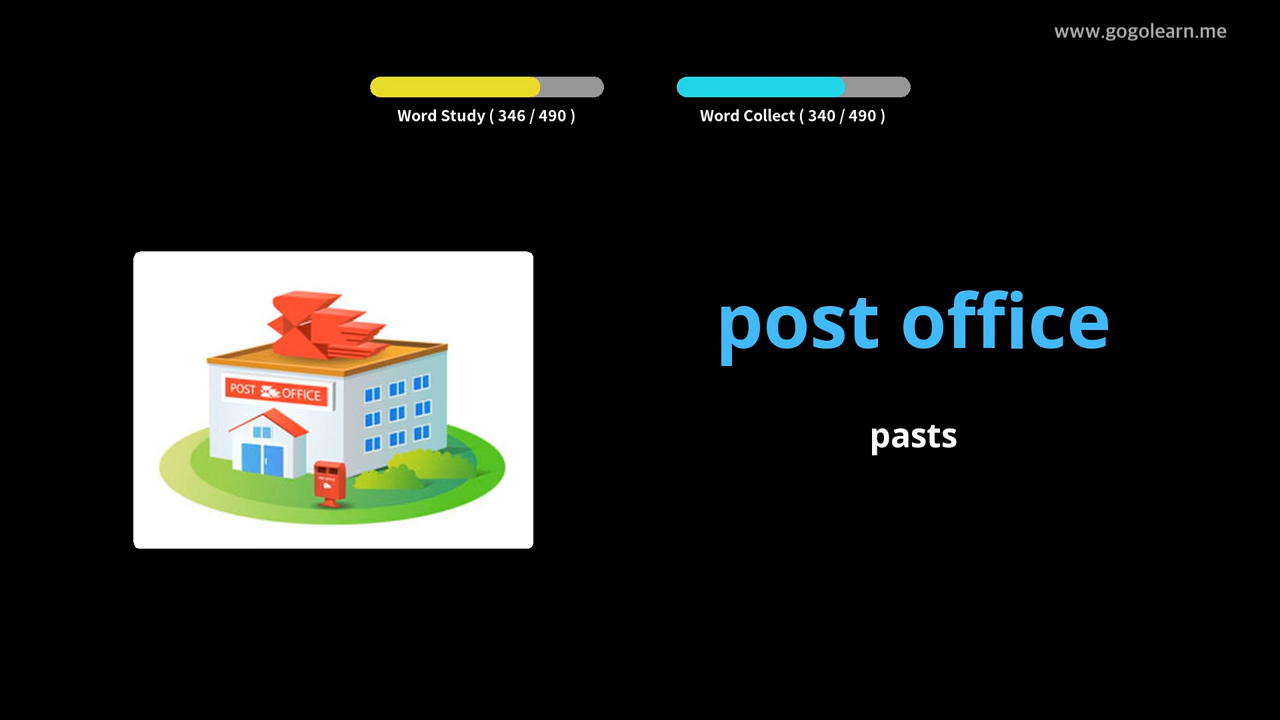 www.gogolearn.me
Word Study ( 346 / 490 )
Word Collect ( 340 / 490 )
POST OFFICE
post office
pasts